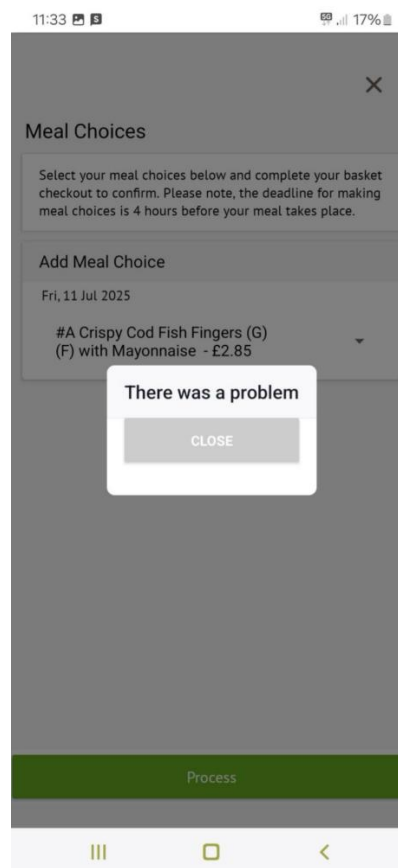 11:33 S 5G 17%
Meal Choices
Select your meal choices below and complete your basket
checkout to confirm. Please note, the deadline for making
meal choices is 4 hours before your meal takes place.
Add Meal Choice
Fri, 11 Jul 2025
#A Crispy Cod Fish Fingers (G)
(F) with Mayonnaise - £2.85
There was a problem
CLOSE
Process